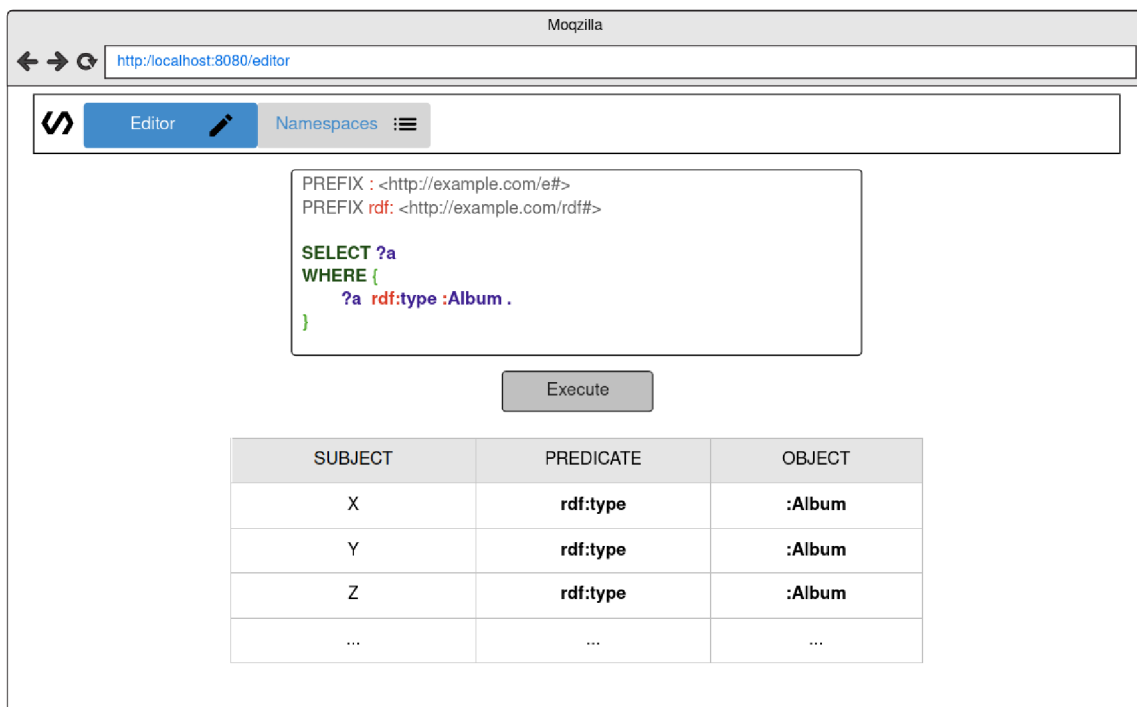 Moqzilla
http:/localhost:8080/editor
Editor Namespaces
PREFIX : <http://example.com/e#>
PREFIX rdf: <http://example.com/rdf#>
SELECT ?a
WHERE {
?a rdf:type :Album .
}
Execute
SUBJECT PREDICATE OBJECT
X rdf:type :Album
Y rdf:type :Album
Z rdf:type :Album
... ... ...